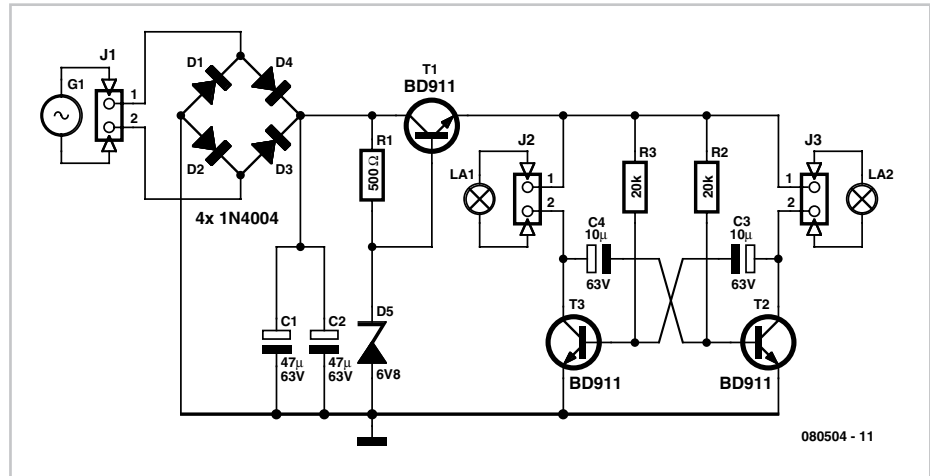 J1
G1
1
2
D1
D4
D2
D3
4x 1N4004
T1
BD911
R1
500Ω
C1
47µ
63V
C2
47µ
63V
D5
6V8
J2
LA1
1
2
R3
20k
R2
20k
J3
1
2
LA2
C4
10µ
63V
C3
10µ
63V
T3
BD911
T2
BD911
080504 - 11